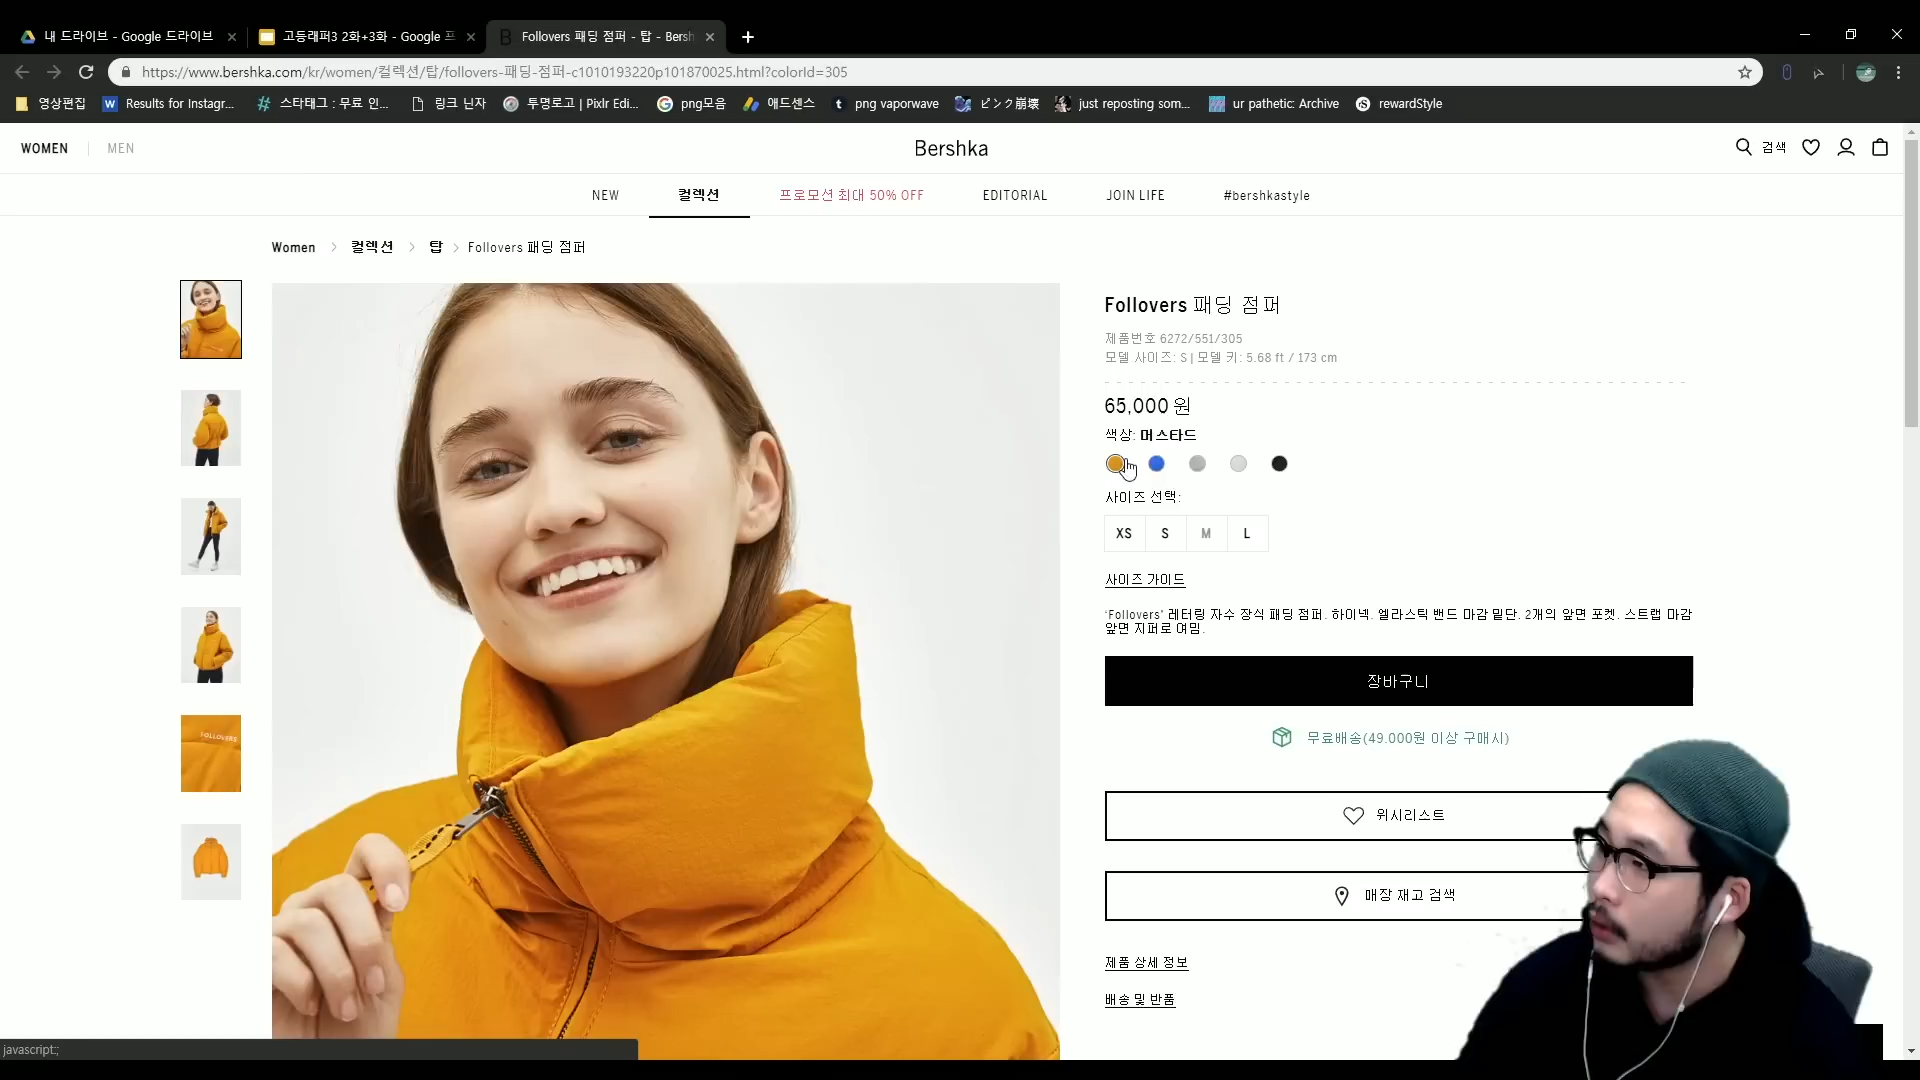 내 드라이브 - Google 드라이브
고등래퍼3 2화+3화 - Google 프
Follovers 패딩 점퍼 - 탑 - Bersh
https://www.bershka.com/kr/women/컬렉션/탑/follovers-패딩-점퍼-c1010193220p101870025.html?colorId=305
영상편집
Results for Instagr...
스타태그 : 무료 인...
링크 닌자
투명로고 | Pixlr Edi...
png모음
애드센스
png vaporwave
ピンク崩壊
just reposting som...
ur pathetic: Archive
rewardStyle
WOMEN
MEN
Bershka
검색
NEW
컬렉션
프로모션 최대 50% OFF
EDITORIAL
JOIN LIFE
#bershkastyle
Women > 컬렉션 > 탑 > Follovers 패딩 점퍼
Follovers 패딩 점퍼
제품번호 6272/551/305
모델 사이즈: S | 모델 키: 5.68 ft / 173 cm
65,000 원
색상: 머스타드
사이즈 선택:
XS S M L
사이즈 가이드
'Follovers' 레터링 자수 장식 패딩 점퍼. 하이넥. 엘라스틱 밴드 마감 밑단. 2개의 앞면 포켓. 스트랩 마감
앞면 지퍼로 여밈.
장바구니
무료배송(49.000원 이상 구매시)
위시리스트
매장 재고 검색
제품 상세 정보
배송 및 반품
FOLLOVERS
javascript:;